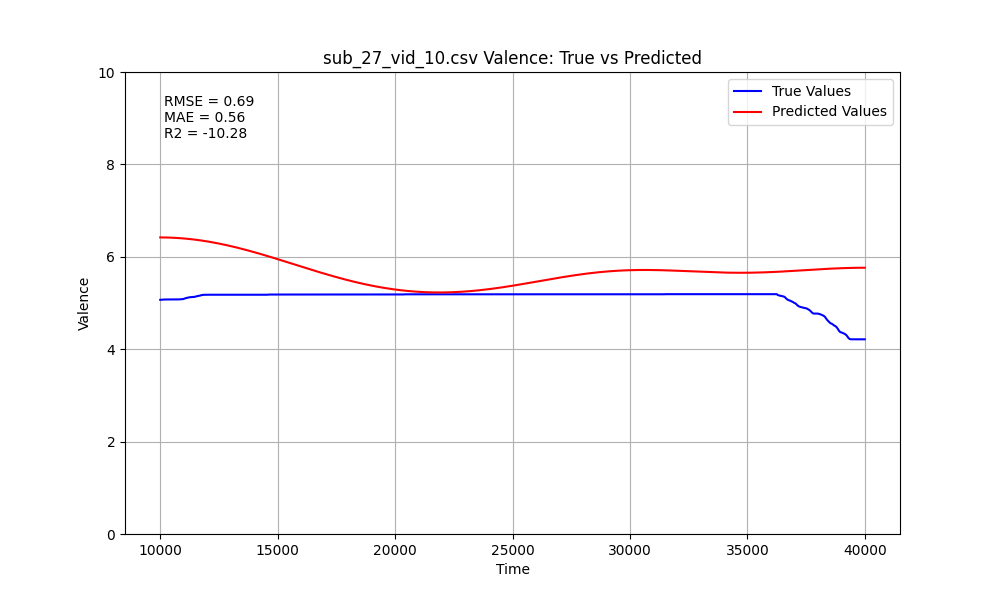 sub_27_vid_10.csv Valence: True vs Predicted
RMSE = 0.69
MAE = 0.56
R2 = -10.28
True Values
Predicted Values
10
8
6
4
2
0
Valence
10000 15000 20000 25000 30000 35000 40000
Time